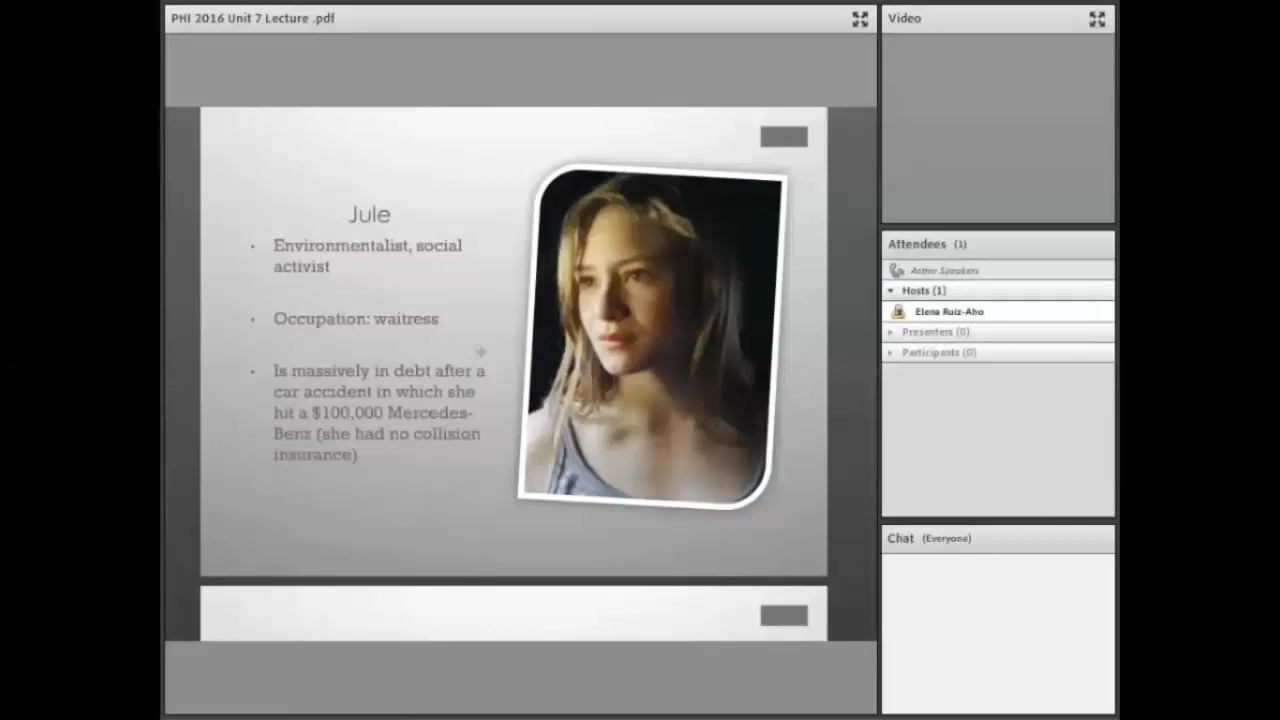 PHI 2016 Unit 7 Lecture .pdf
Jule
• Environmentalist, social
activist
• Occupation: waitress
• Is massively in debt after a
car accident in which she
hit a $100,000 Mercedes-
Benz (she had no collision
insurance)
Video
Attendees (1)
Active Speakers
Hosts (1)
Elena Ruiz-Aho
Presenters (0)
Participants (0)
Chat (Everyone)